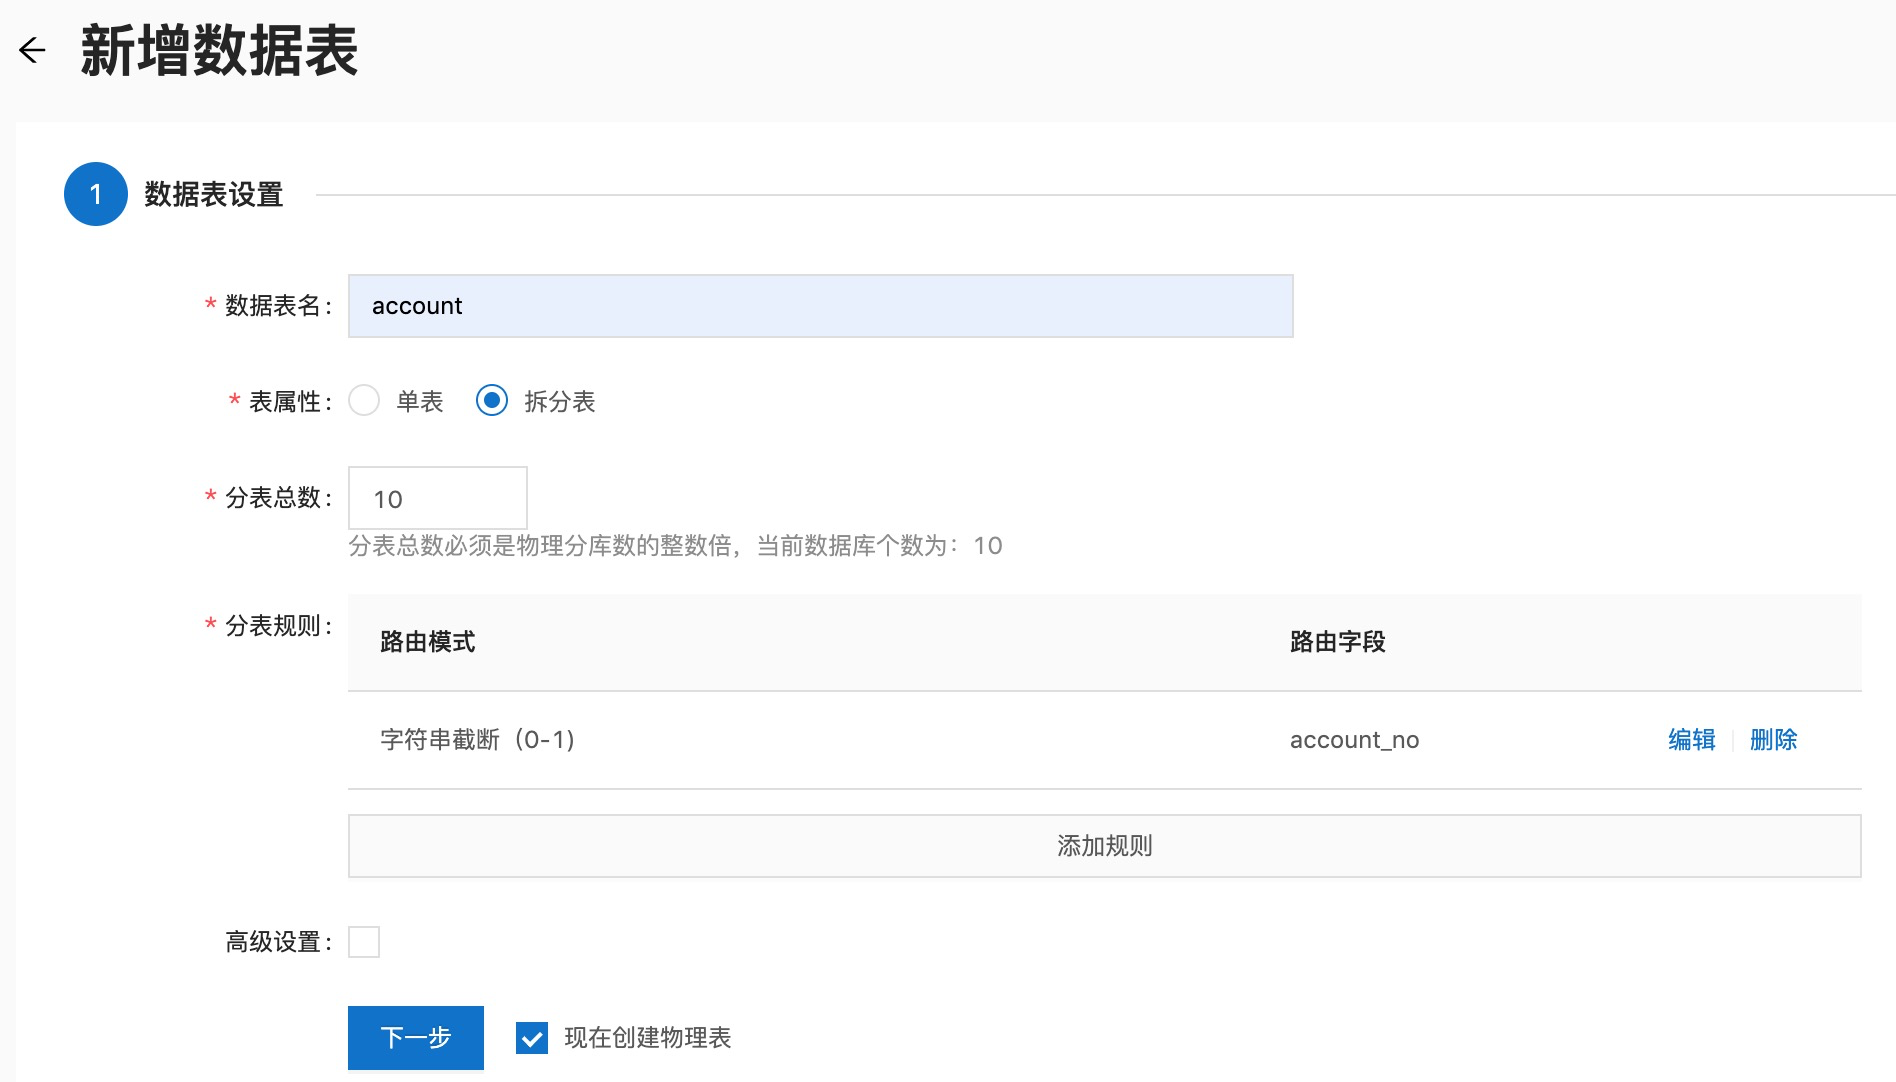 新增数据表
1 数据表设置
* 数据表名: account
* 表属性: 单表 拆分表
* 分表总数: 10
分表总数必须是物理分库数的整数倍，当前数据库个数为：10
* 分表规则: 路由模式 路由字段
字符串截断（0-1） account_no 编辑 删除
添加规则
高级设置:
下一步 现在创建物理表